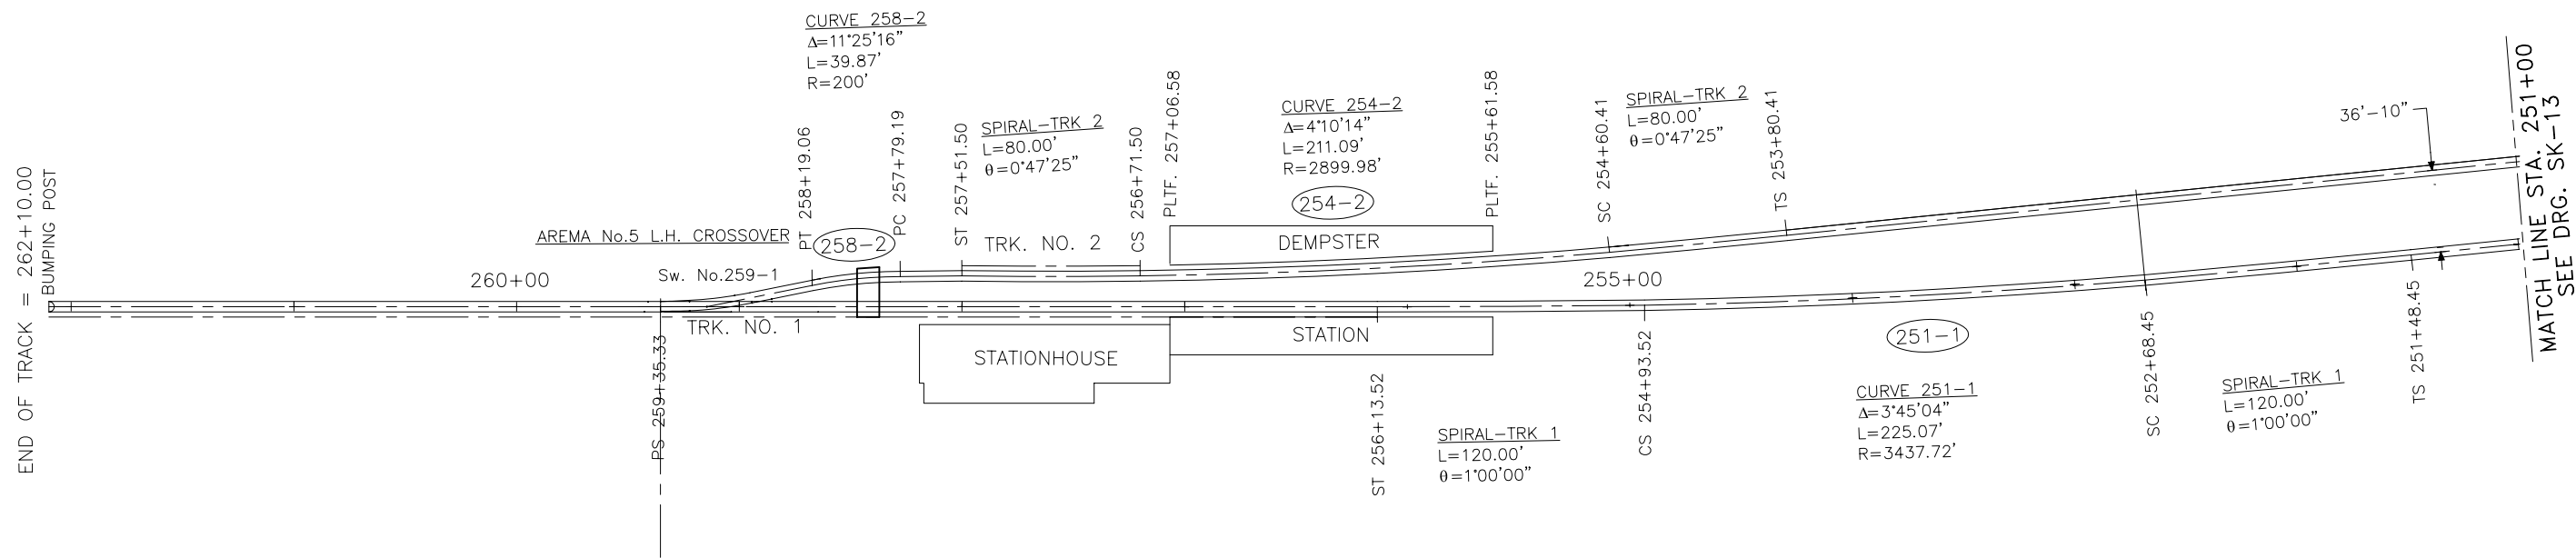 CURVE 258-2
Δ=11°25'16"
L=39.87'
R=200'
END OF TRACK = 262+10.00
BUMPING POST
AREMA No.5 L.H. CROSSOVER
260+00
Sw. No.259-1
TRK. NO. 1
PS 259+35.33
PT 258+19.06
258-2
PC 257+79.19
ST 257+51.50
SPIRAL-TRK 2
L=80.00'
θ=0°47'25"
TRK. NO. 2
CS 256+71.50
PLTF. 257+06.58
CURVE 254-2
Δ=4°10'14"
L=211.09'
R=2899.98'
254-2
DEMPSTER
STATION
STATIONHOUSE
PLTF. 255+61.58
ST 256+13.52
SPIRAL-TRK 1
L=120.00'
θ=1°00'00"
SC 254+60.41
SPIRAL-TRK 2
L=80.00'
θ=0°47'25"
TS 253+80.41
255+00
CS 254+93.52
251-1
CURVE 251-1
Δ=3°45'04"
L=225.07'
R=3437.72'
SC 252+68.45
SPIRAL-TRK 1
L=120.00'
θ=1°00'00"
TS 251+48.45
36'-10"
MATCH LINE STA. 251+00
SEE DRG. SK-13